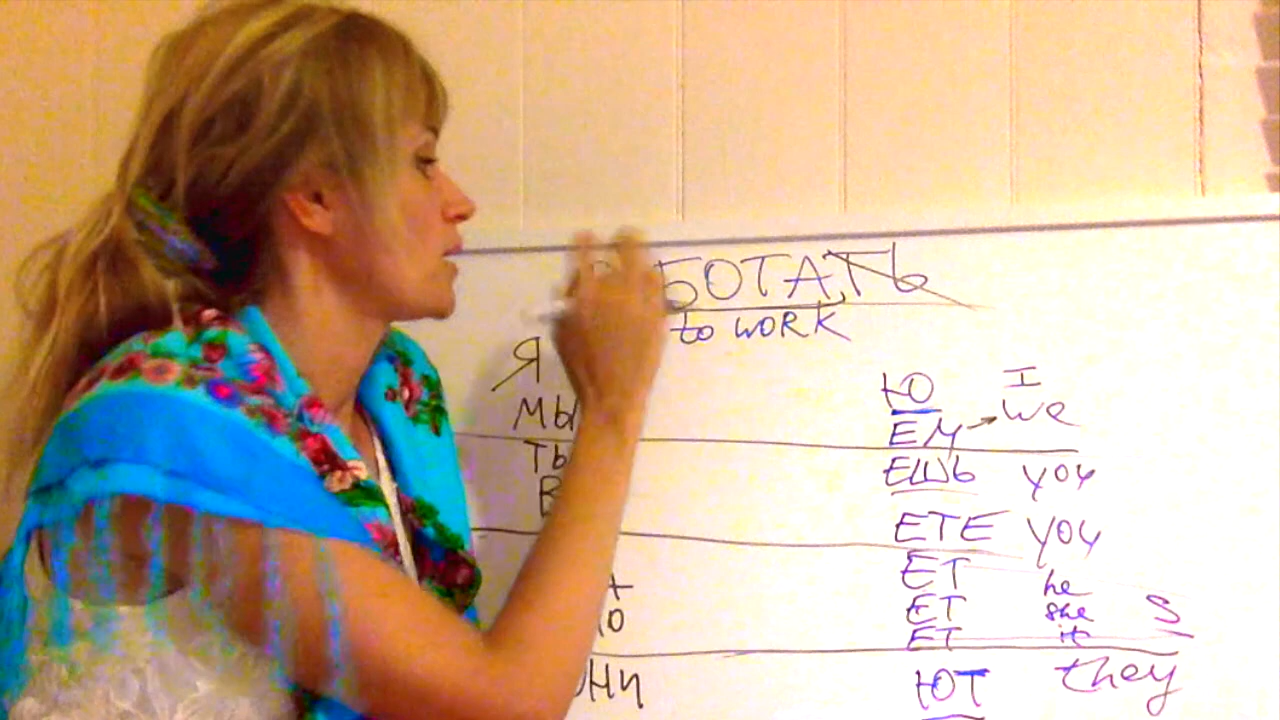 БОТАТЬ
to WORK
Я Ю I
МЫ ЕМ → We
ТЫ ЕШЬ you
ЕТЕ you
ЕТ he
ЕТ she S
ЕТ it
ОНИ ЮТ they